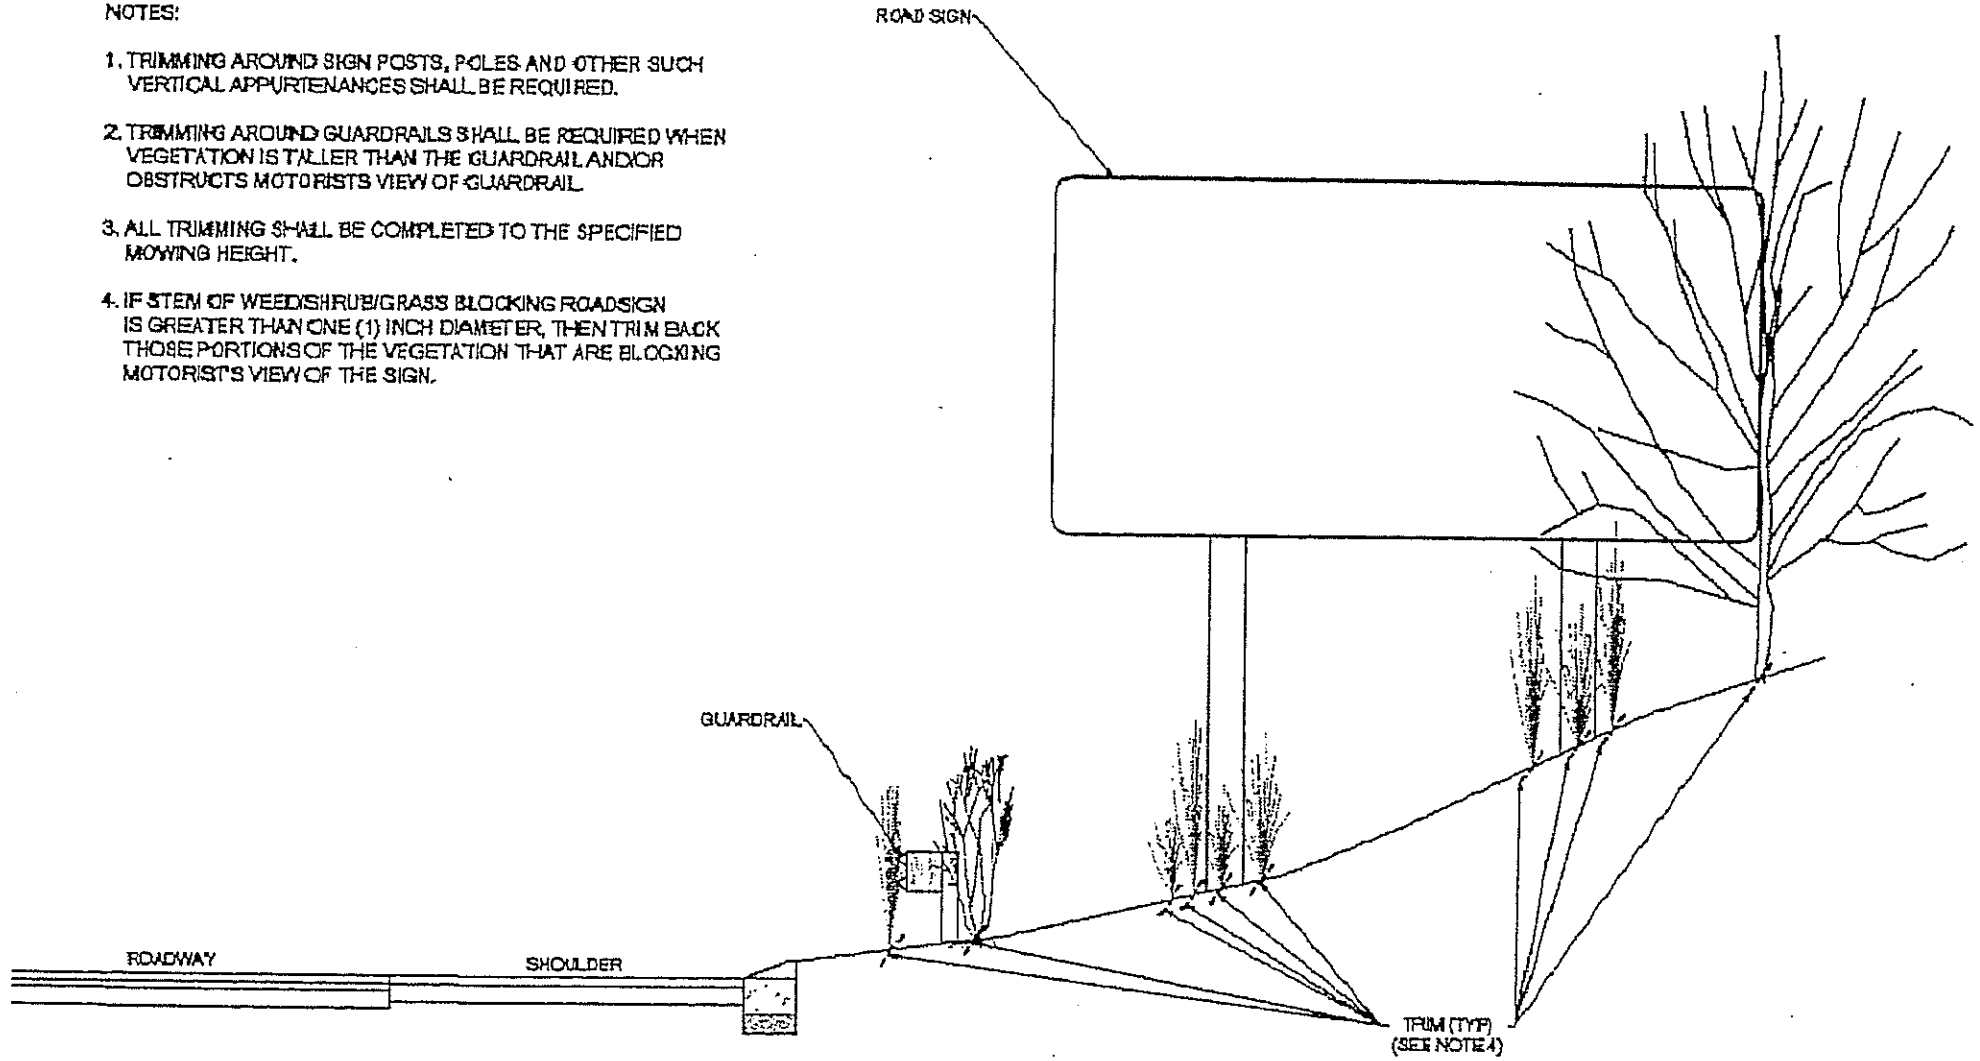 NOTES:
1. TRIMMING AROUND SIGN POSTS, POLES AND OTHER SUCH
VERTICAL APPURTENANCES SHALL BE REQUIRED.
2. TRIMMING AROUND GUARDRAILS SHALL BE REQUIRED WHEN
VEGETATION IS TALLER THAN THE GUARDRAIL AND/OR
OBSTRUCTS MOTORISTS VIEW OF GUARDRAIL.
3. ALL TRIMMING SHALL BE COMPLETED TO THE SPECIFIED
MOWING HEIGHT.
4. IF STEM OF WEED/SHRUB/GRASS BLOCKING ROADSIGN
IS GREATER THAN ONE (1) INCH DIAMETER, THEN TRIM BACK
THOSE PORTIONS OF THE VEGETATION THAT ARE BLOCKING
MOTORIST'S VIEW OF THE SIGN.
ROAD SIGN
GUARDRAIL
ROADWAY
SHOULDER
TRIM (TYP)
(SEE NOTE 4)